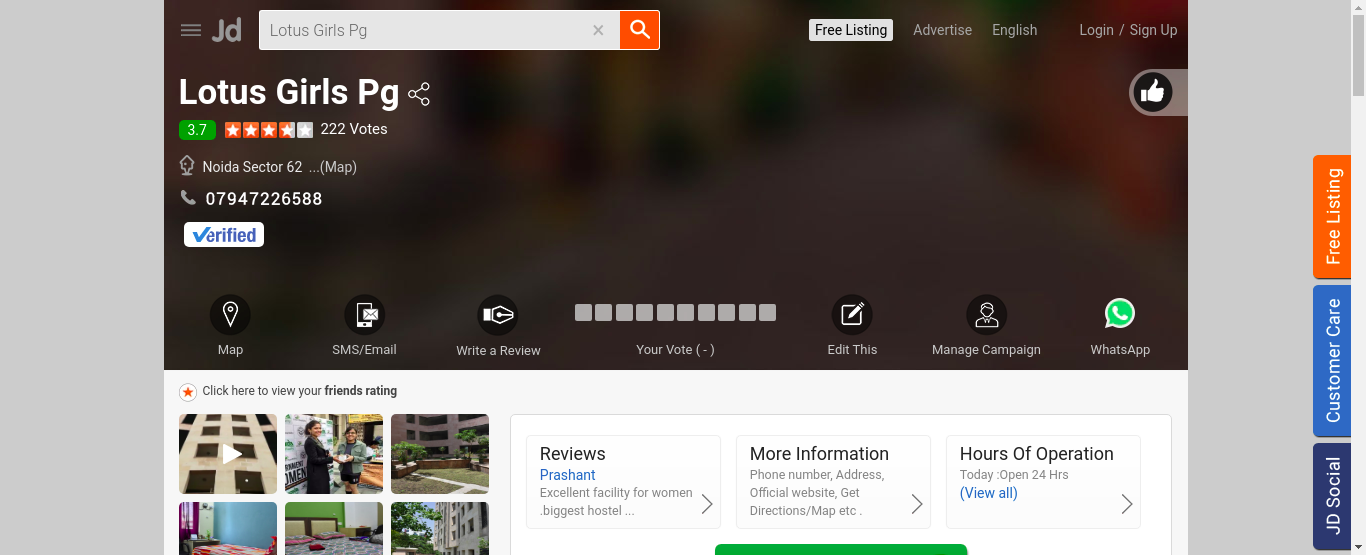 Jd
Lotus Girls Pg
Free Listing
Advertise
English
Login / Sign Up
Lotus Girls Pg
3.7
222 Votes
Noida Sector 62 ...(Map)
07947226588
Verified
Map
SMS/Email
Write a Review
Your Vote ( - )
Edit This
Manage Campaign
WhatsApp
Free Listing
Customer Care
JD Social
Click here to view your friends rating
Reviews
Prashant
Excellent facility for women
.biggest hostel ...
More Information
Phone number, Address,
Official website, Get
Directions/Map etc .
Hours Of Operation
Today :Open 24 Hrs
(View all)